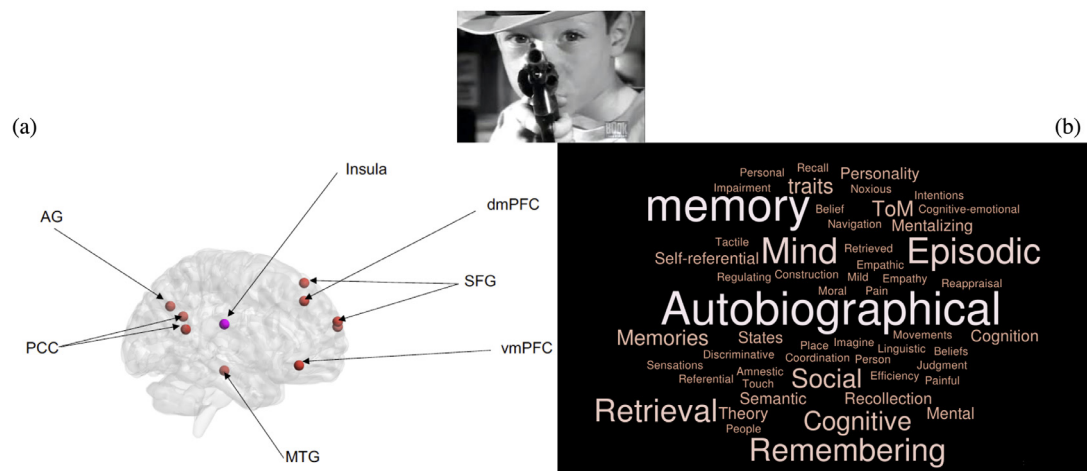 (a)
(b)
Insula
AG
dmPFC
SFG
PCC
vmPFC
MTG
Personal Recall Personality
Impairment traits Noxious Intentions
memory Belief ToM Cognitive-emotional
Navigation Mentalizing
Tactile Mind Retrieved Episodic
Self-referential Empathic
Regulating Construction Mild Empathy Reappraisal
Moral Pain
Autobiographical
Memories States Place Imagine Movements Cognition
Discriminative Linguistic Beliefs
Sensations Coordination Person Judgment
Referential Amnestic Social Efficiency Painful
Touch
Semantic Recollection
Retrieval Theory Cognitive Mental
People
Remembering